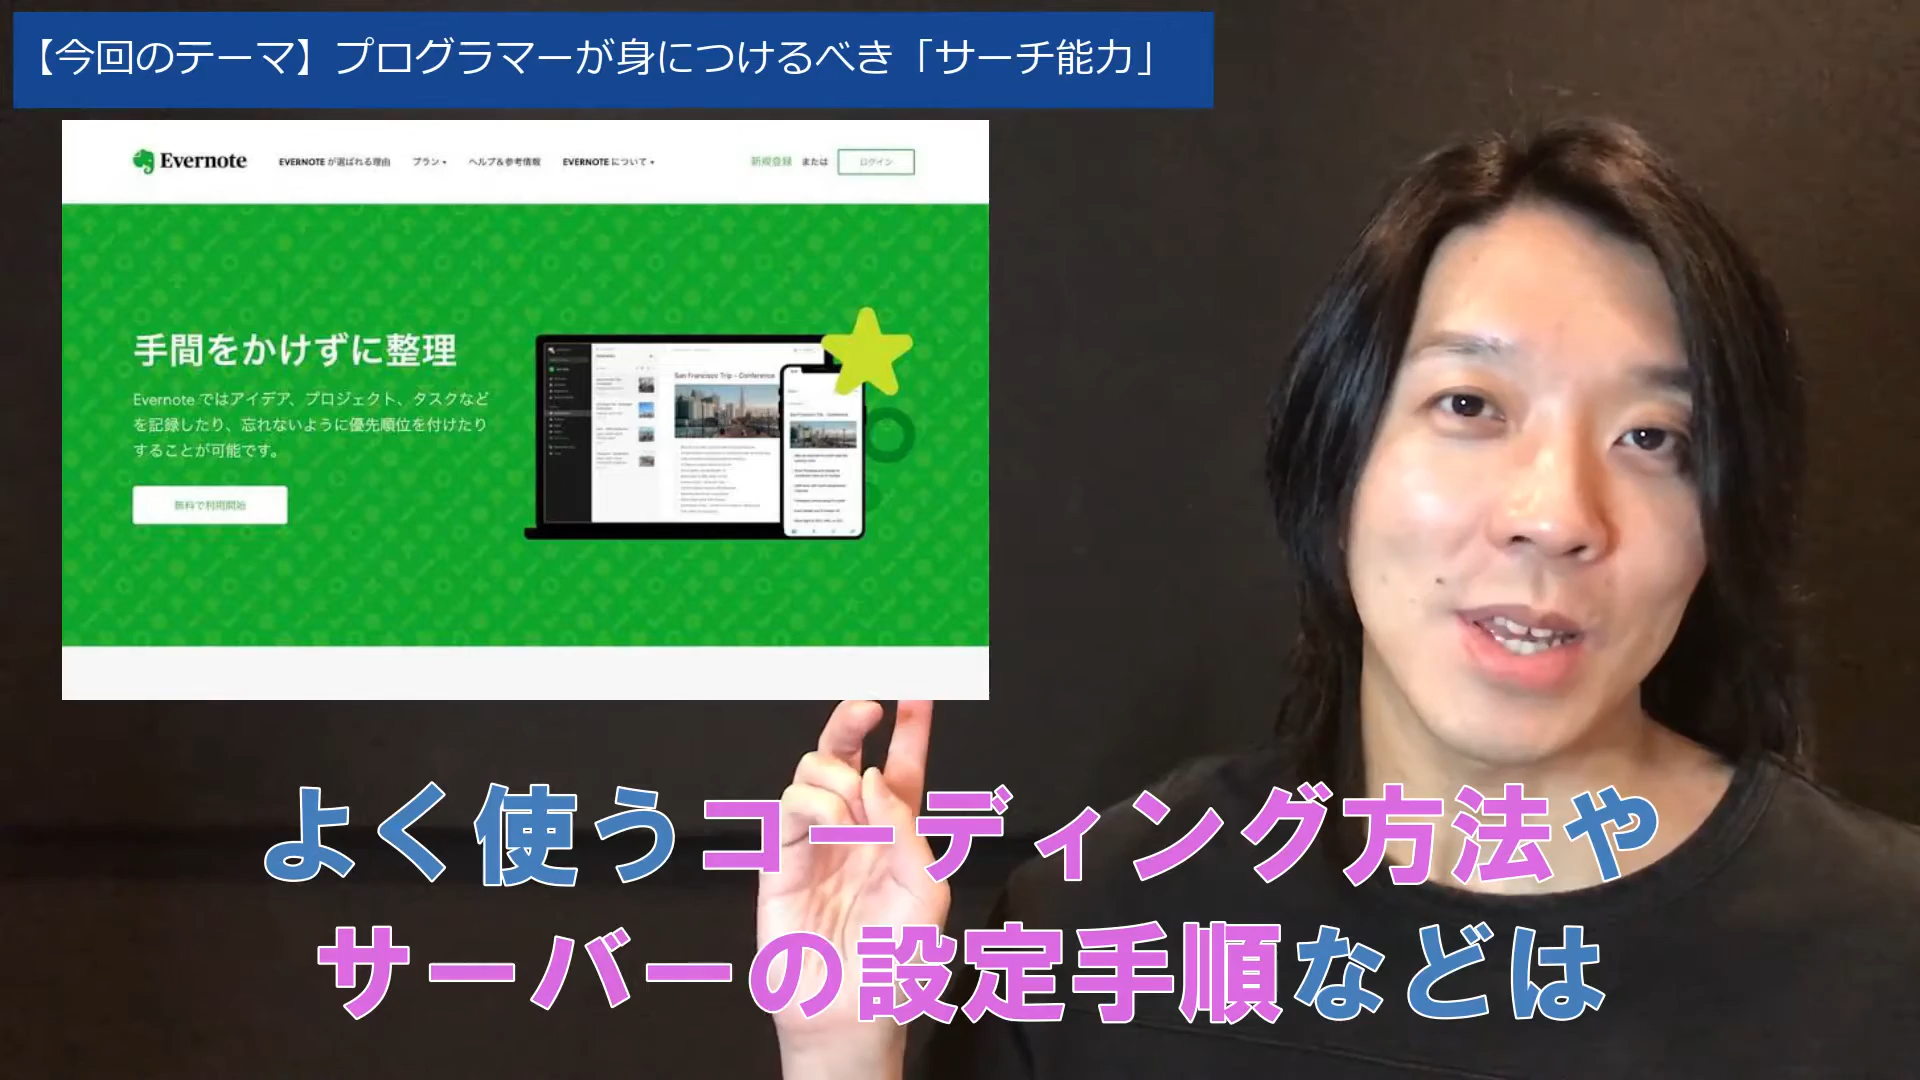 【今回のテーマ】プログラマーが身につけるべき「サーチ能力」
Evernote
EVERNOTE が選ばれる理由 プラン ヘルプ＆参考情報 EVERNOTE について 新規登録 または ログイン
手間をかけずに整理
Evernote ではアイデア、プロジェクト、タスクなど
を記録したり、忘れないように優先順位を付けたり
することが可能です。
無料で利用開始
San Francisco Trip - Conference
よく使うコーディング方法や
サーバーの設定手順などは